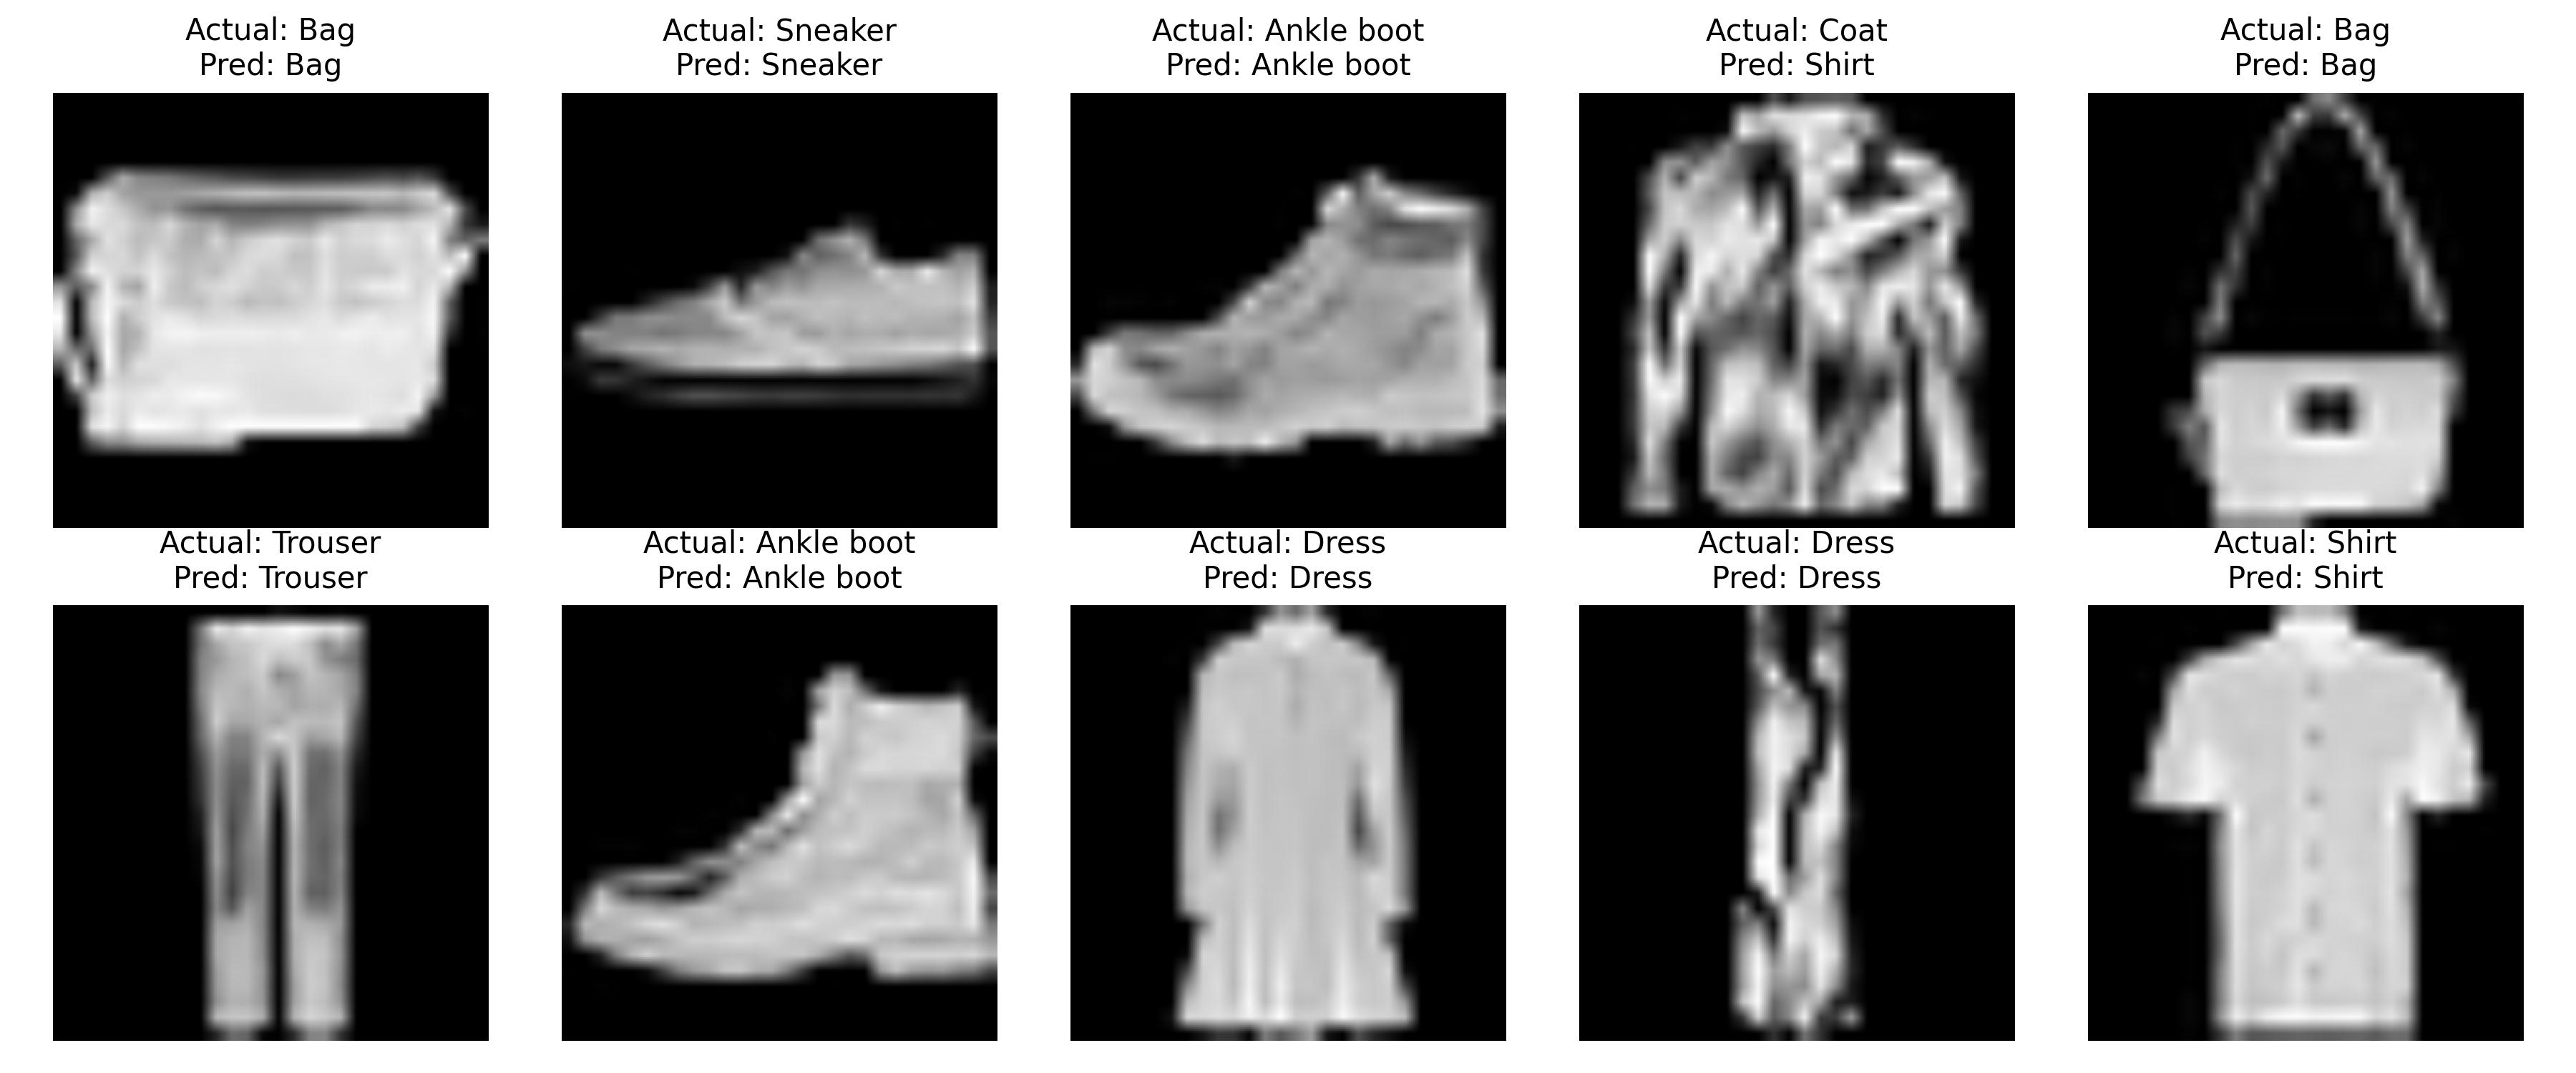 Actual: Bag
Pred: Bag
Actual: Sneaker
Pred: Sneaker
Actual: Ankle boot
Pred: Ankle boot
Actual: Coat
Pred: Shirt
Actual: Bag
Pred: Bag
Actual: Trouser
Pred: Trouser
Actual: Ankle boot
Pred: Ankle boot
Actual: Dress
Pred: Dress
Actual: Dress
Pred: Dress
Actual: Shirt
Pred: Shirt